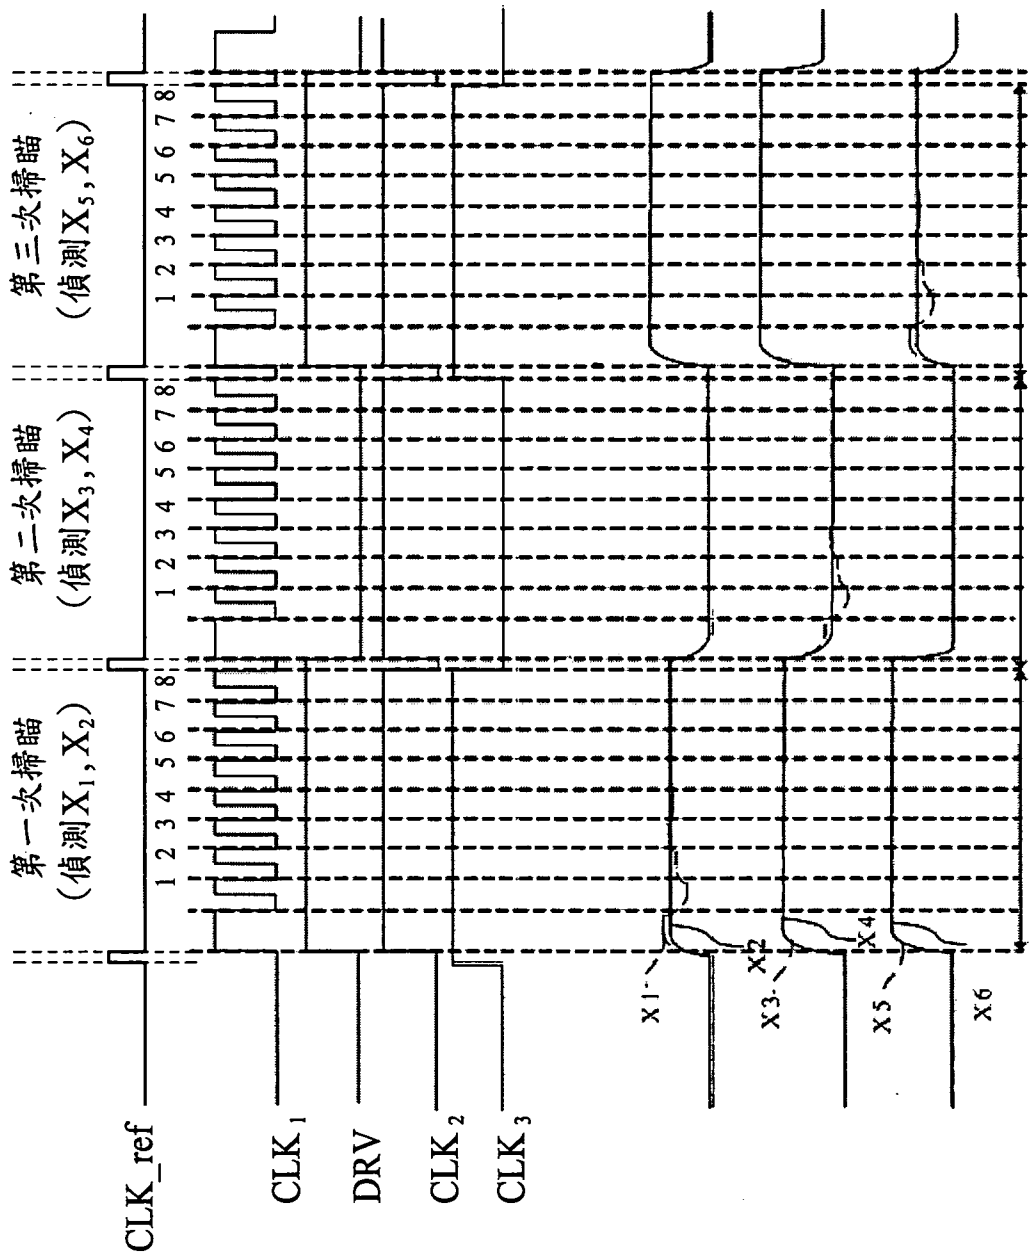 第一次掃瞄
(偵測X₁, X₂)
第二次掃瞄
(偵測X₃, X₄)
第三次掃瞄
(偵測X₅, X₆)
CLK_ref
1 2 3 4 5 6 7 8
1 2 3 4 5 6 7 8
1 2 3 4 5 6 7 8
CLK₁
DRV
CLK₂
CLK₃
X1
X2
X3
X4
X5
X6